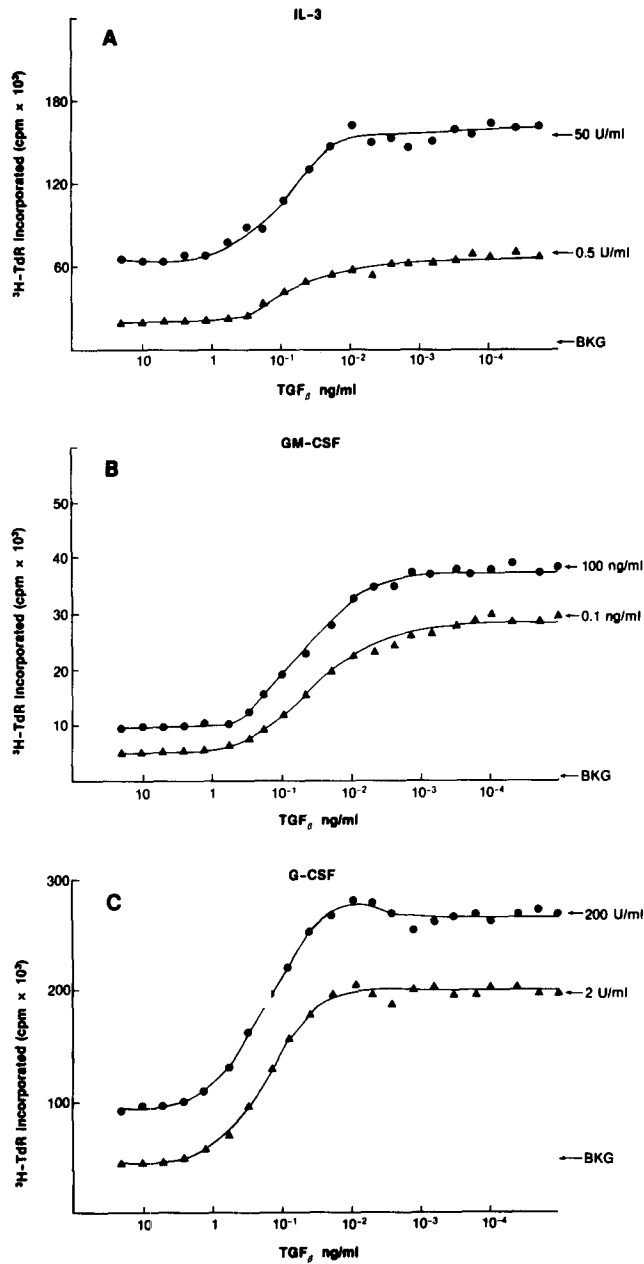 IL-3
A
³H-TdR Incorporated (cpm × 10³)
180
120
60
50 U/ml
0.5 U/ml
BKG
10
1
10⁻¹
10⁻²
10⁻³
10⁻⁴
TGFβ ng/ml
GM-CSF
B
³H-TdR Incorporated (cpm × 10³)
50
40
30
20
10
100 ng/ml
0.1 ng/ml
BKG
10
1
10⁻¹
10⁻²
10⁻³
10⁻⁴
TGFβ ng/ml
G-CSF
C
³H-TdR Incorporated (cpm × 10³)
300
200
100
200 U/ml
2 U/ml
BKG
10
1
10⁻¹
10⁻²
10⁻³
10⁻⁴
TGFβ ng/ml